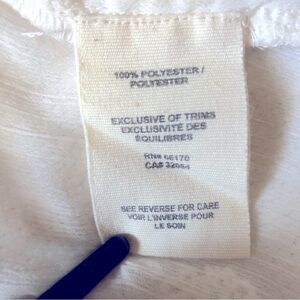 100% POLYESTER /
POLYESTER
EXCLUSIVE OF TRIMS
EXCLUSIVITÉ DES
ÉQUILIBRES
RN#
CA#
SEE REVERSE FOR CARE
VOIR L'INVERSE POUR
LE SOIN